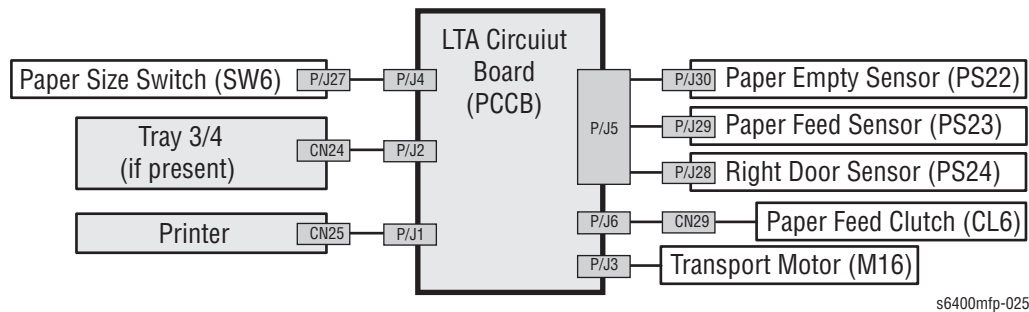 LTA Circuiut
Board
(PCCB)
Paper Size Switch (SW6)
P/J27
P/J4
Tray 3/4
(if present)
CN24
P/J2
Printer
CN25
P/J1
P/J5
P/J30
Paper Empty Sensor (PS22)
P/J29
Paper Feed Sensor (PS23)
P/J28
Right Door Sensor (PS24)
P/J6
CN29
Paper Feed Clutch (CL6)
P/J3
Transport Motor (M16)
s6400mfp-025